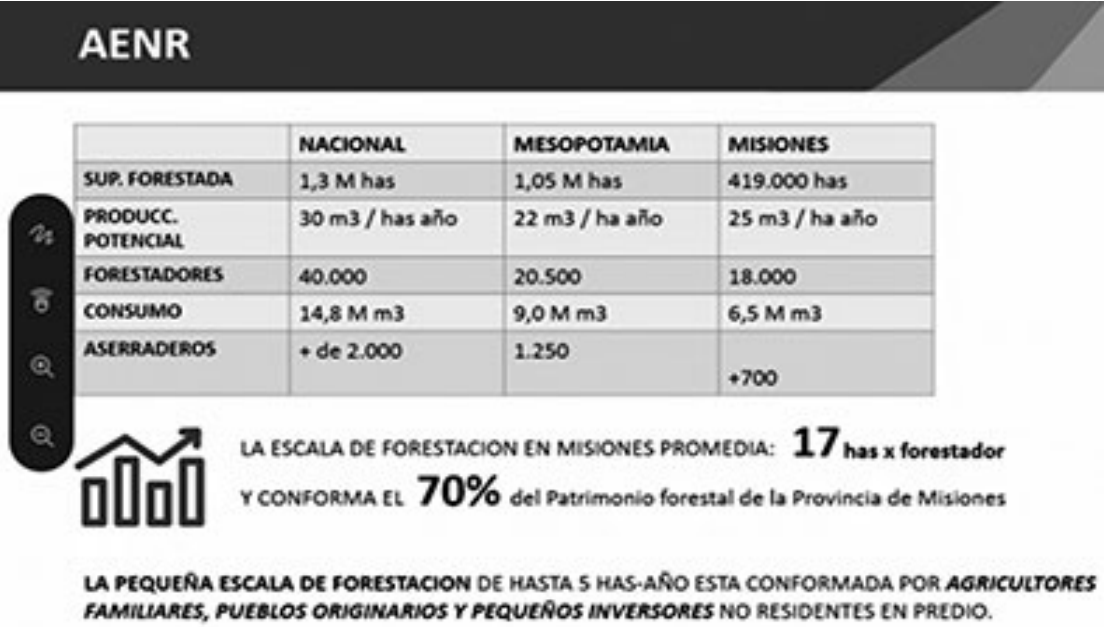 AENR
NACIONAL MESOPOTAMIA MISIONES
SUP. FORESTADA 1,3 M has 1,05 M has 419.000 has
PRODUCC. POTENCIAL 30 m3 / has año 22 m3 / ha año 25 m3 / ha año
FORESTADORES 40.000 20.500 18.000
CONSUMO 14,8 M m3 9,0 M m3 6,5 M m3
ASERRADEROS + de 2.000 1.250 +700
LA ESCALA DE FORESTACION EN MISIONES PROMEDIA: 17 has x forestador
Y CONFORMA EL 70% del Patrimonio forestal de la Provincia de Misiones
LA PEQUEÑA ESCALA DE FORESTACION DE HASTA 5 HAS-AÑO ESTA CONFORMADA POR AGRICULTORES
FAMILIARES, PUEBLOS ORIGINARIOS Y PEQUEÑOS INVERSORES NO RESIDENTES EN PREDIO.